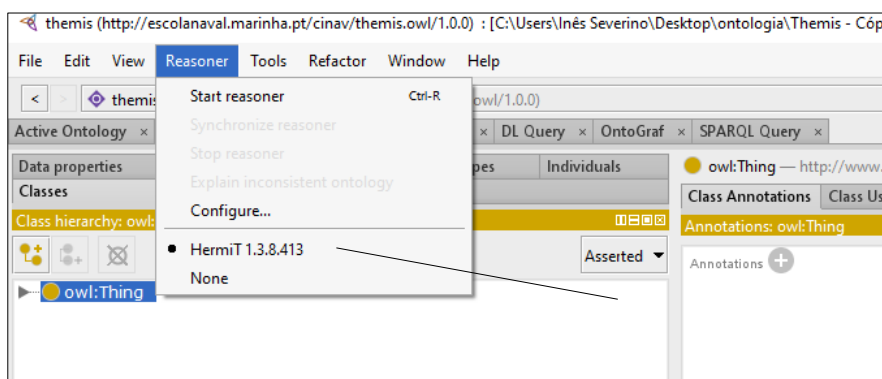 themis (http://escolanaval.marinha.pt/cinav/themis.owl/1.0.0) : [C:\Users\Inês Severino\Desktop\ontologia\Themis - Cóp
File Edit View Reasoner Tools Refactor Window Help
< > themis owl/1.0.0)
Start reasoner Ctrl-R
Active Ontology × × DL Query × OntoGraf × SPARQL Query ×
Synchronize reasoner
Stop reasoner
Data properties pes Individuals owl:Thing — http://www.
Explain inconsistent ontology
Classes Class Annotations Class Us
Configure...
Class hierarchy: owl: Annotations: owl:Thing
HermiT 1.3.8.413
Asserted
Annotations
None
owl:Thing